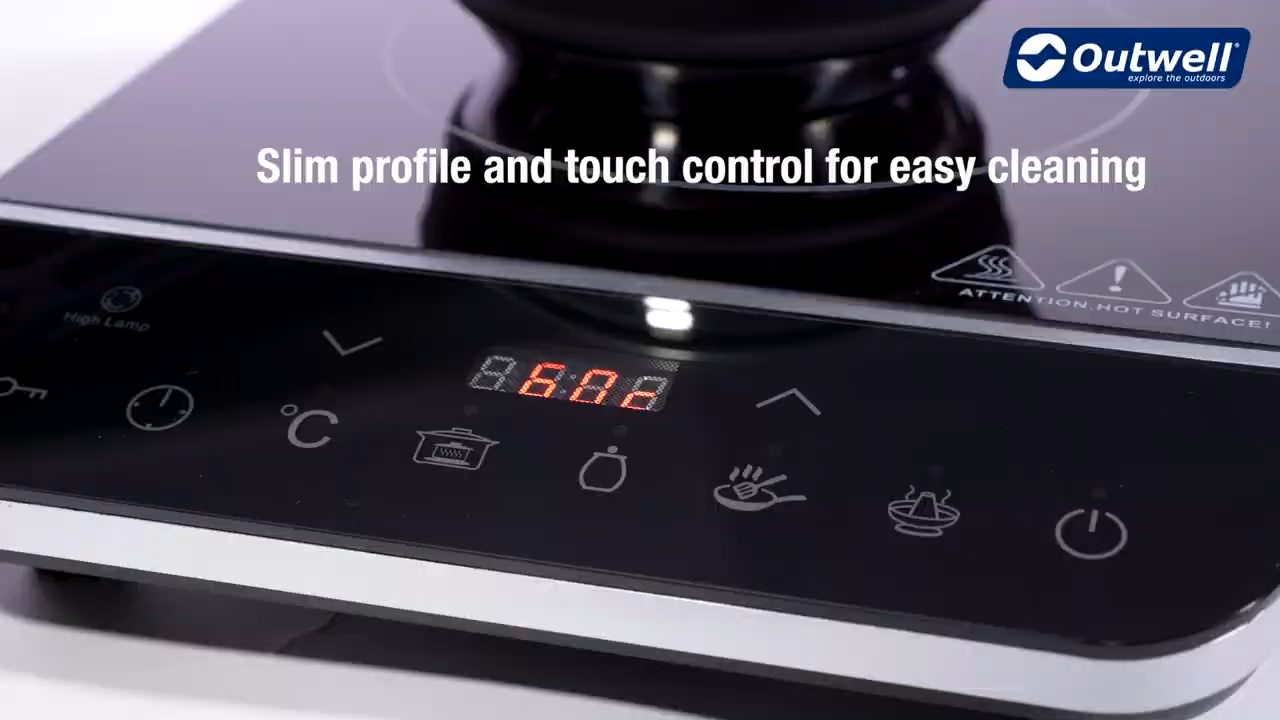 Outwell
explore the outdoors
Slim profile and touch control for easy cleaning
ATTENTION,HOT SURFACE!
High Lamp
°C